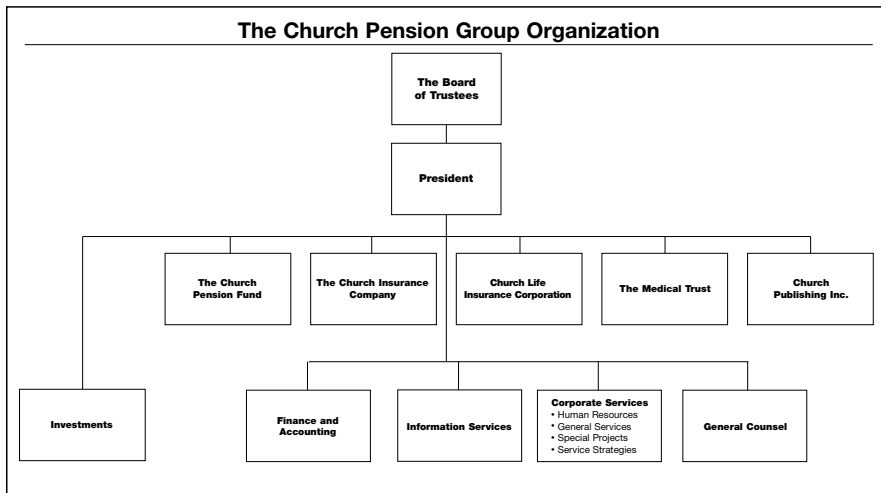 The Church Pension Group Organization
The Board
of Trustees
President
The Church
Pension Fund
The Church Insurance
Company
Church Life
Insurance Corporation
The Medical Trust
Church
Publishing Inc.
Investments
Finance and
Accounting
Information Services
Corporate Services
• Human Resources
• General Services
• Special Projects
• Service Strategies
General Counsel